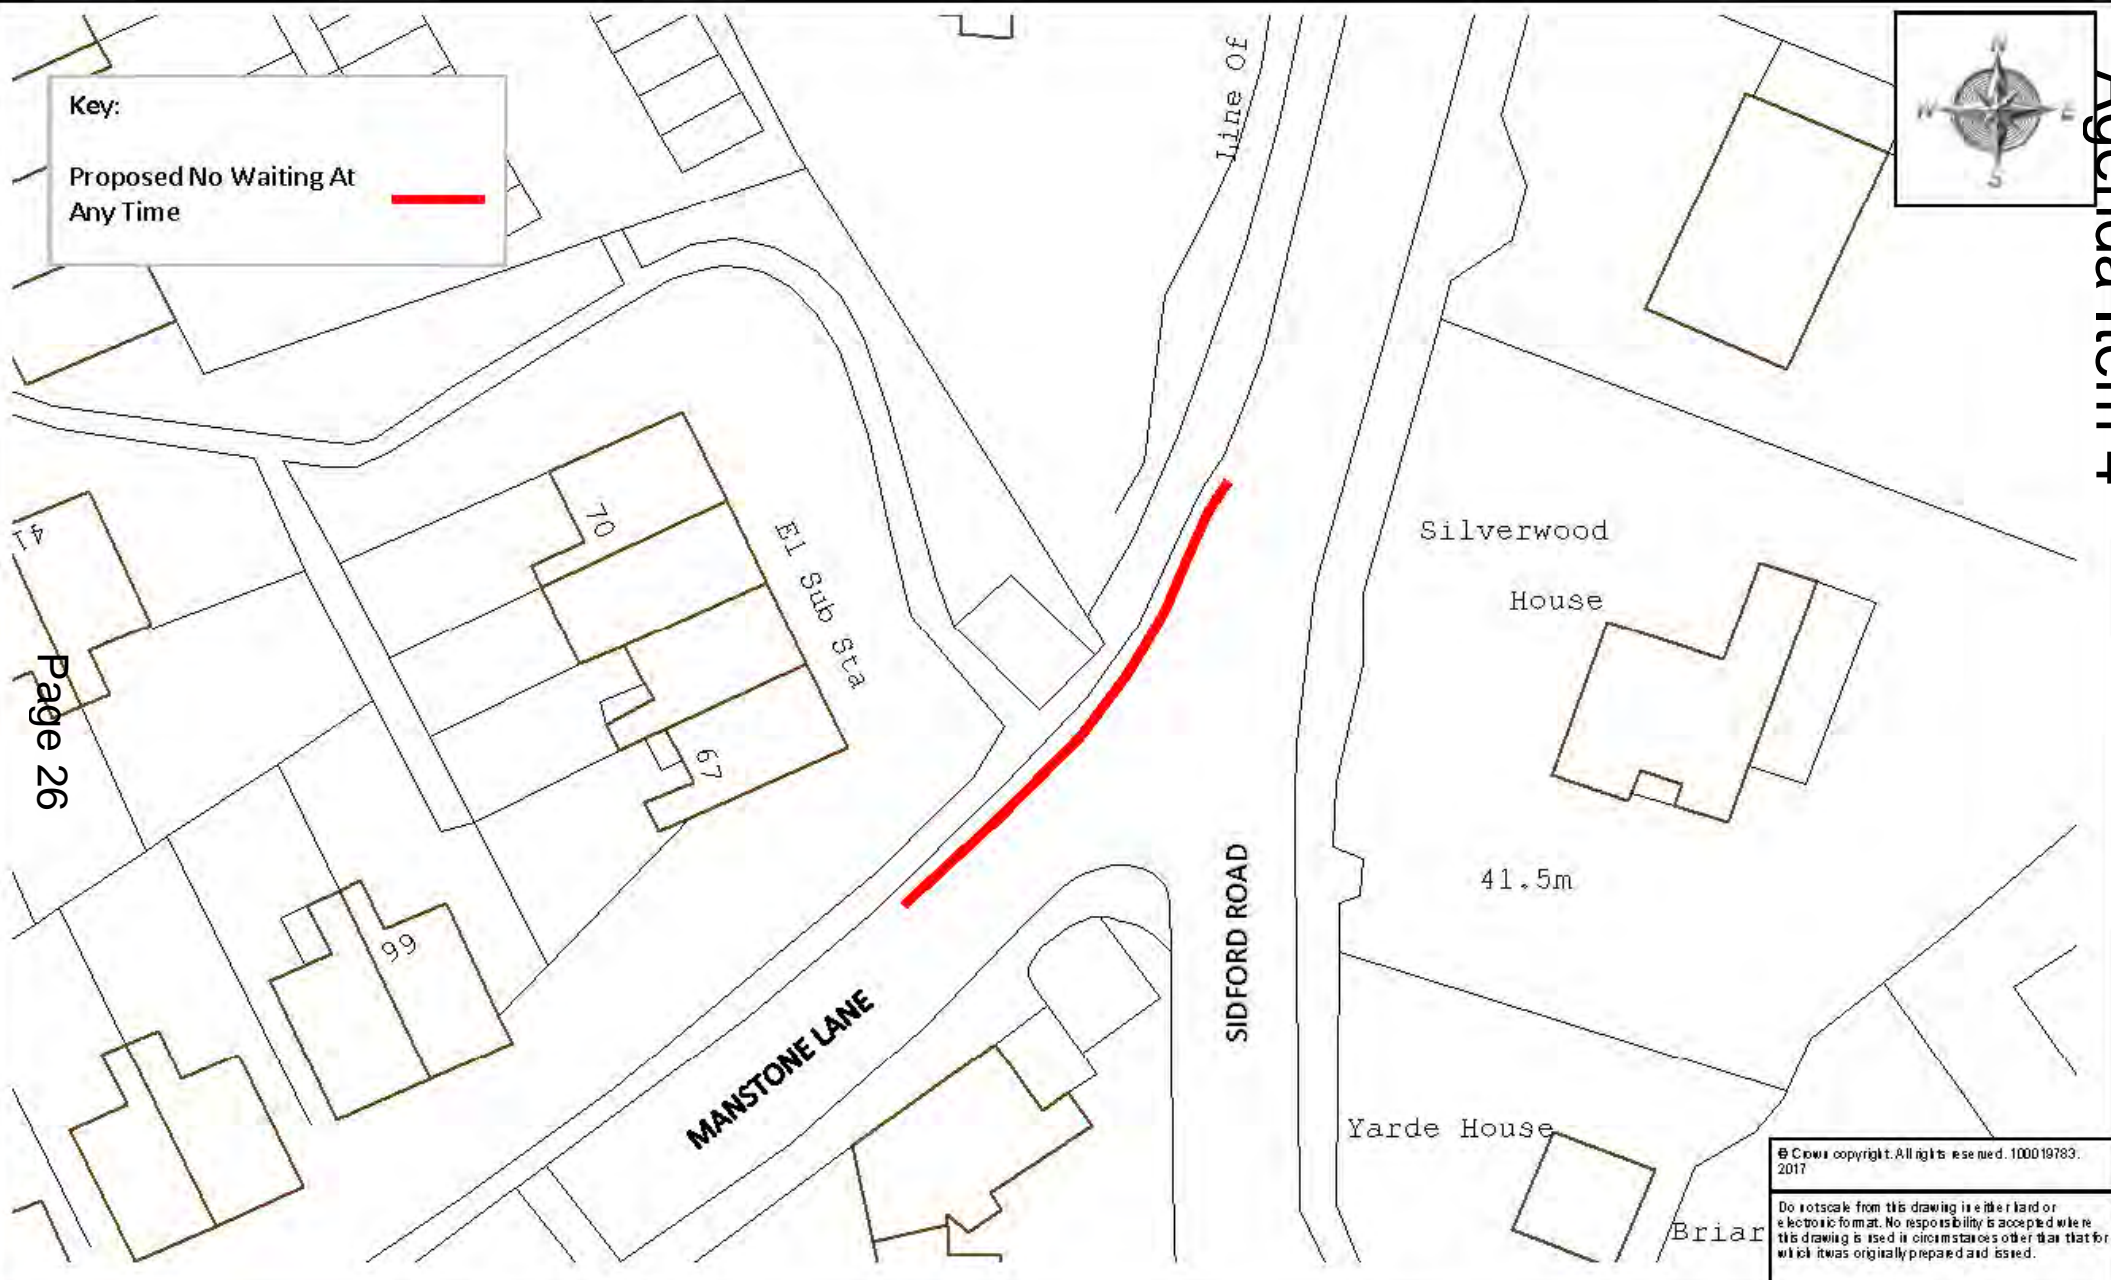 Agenda Item 4
Key:
Proposed No Waiting At
Any Time
N
W
E
S
Line Of
41
70
El Sub Sta
67
99
Silverwood
House
41.5m
SIDFORD ROAD
MANSTONE LANE
Yarde House
Briar
Page 26
© Crown copyright. All rights reserved. 100019783.
2017
Do not scale from this drawing in either hard or
electronic format. No responsibility is accepted where
this drawing is used in circumstances other than that for
which it was originally prepared and issued.